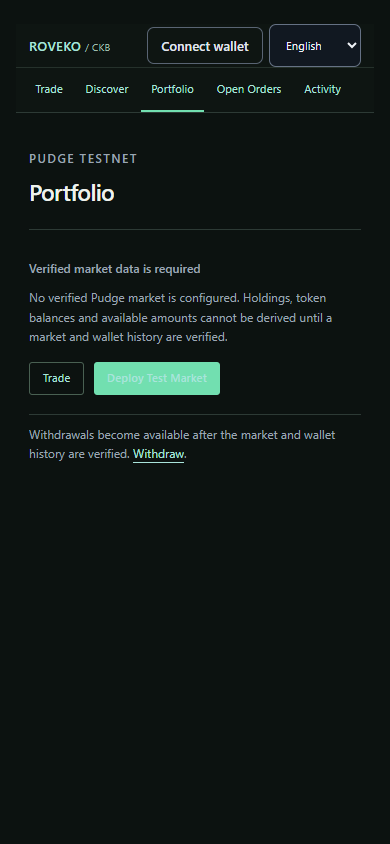 ROVEKO / CKB
Connect wallet
English
Trade Discover Portfolio Open Orders Activity
PUDGE TESTNET
Portfolio
Verified market data is required
No verified Pudge market is configured. Holdings, token
balances and available amounts cannot be derived until a
market and wallet history are verified.
Trade
Deploy Test Market
Withdrawals become available after the market and wallet
history are verified. Withdraw.